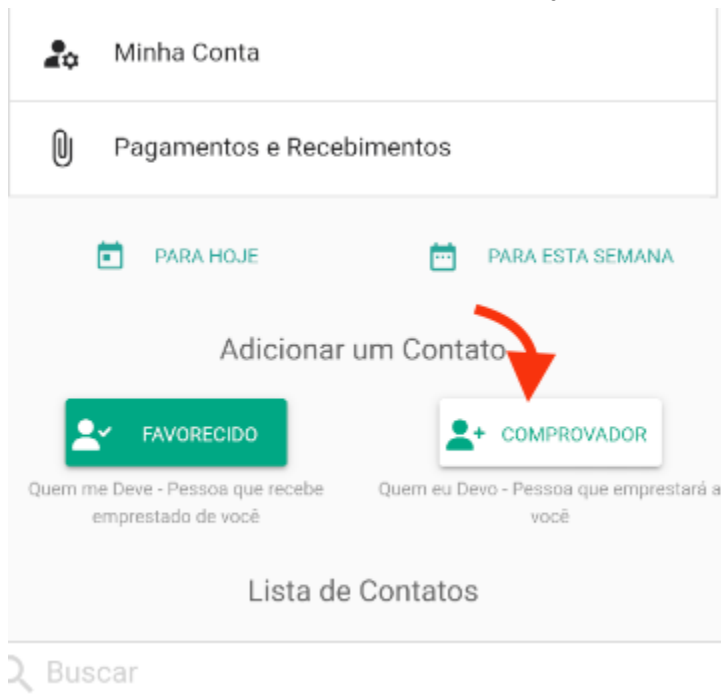 Minha Conta
Pagamentos e Recebimentos
PARA HOJE
PARA ESTA SEMANA
Adicionar um Contato
FAVORECIDO
COMPROVADOR
Quem me Deve - Pessoa que recebe
emprestado de você
Quem eu Devo - Pessoa que emprestará a
você
Lista de Contatos
Buscar